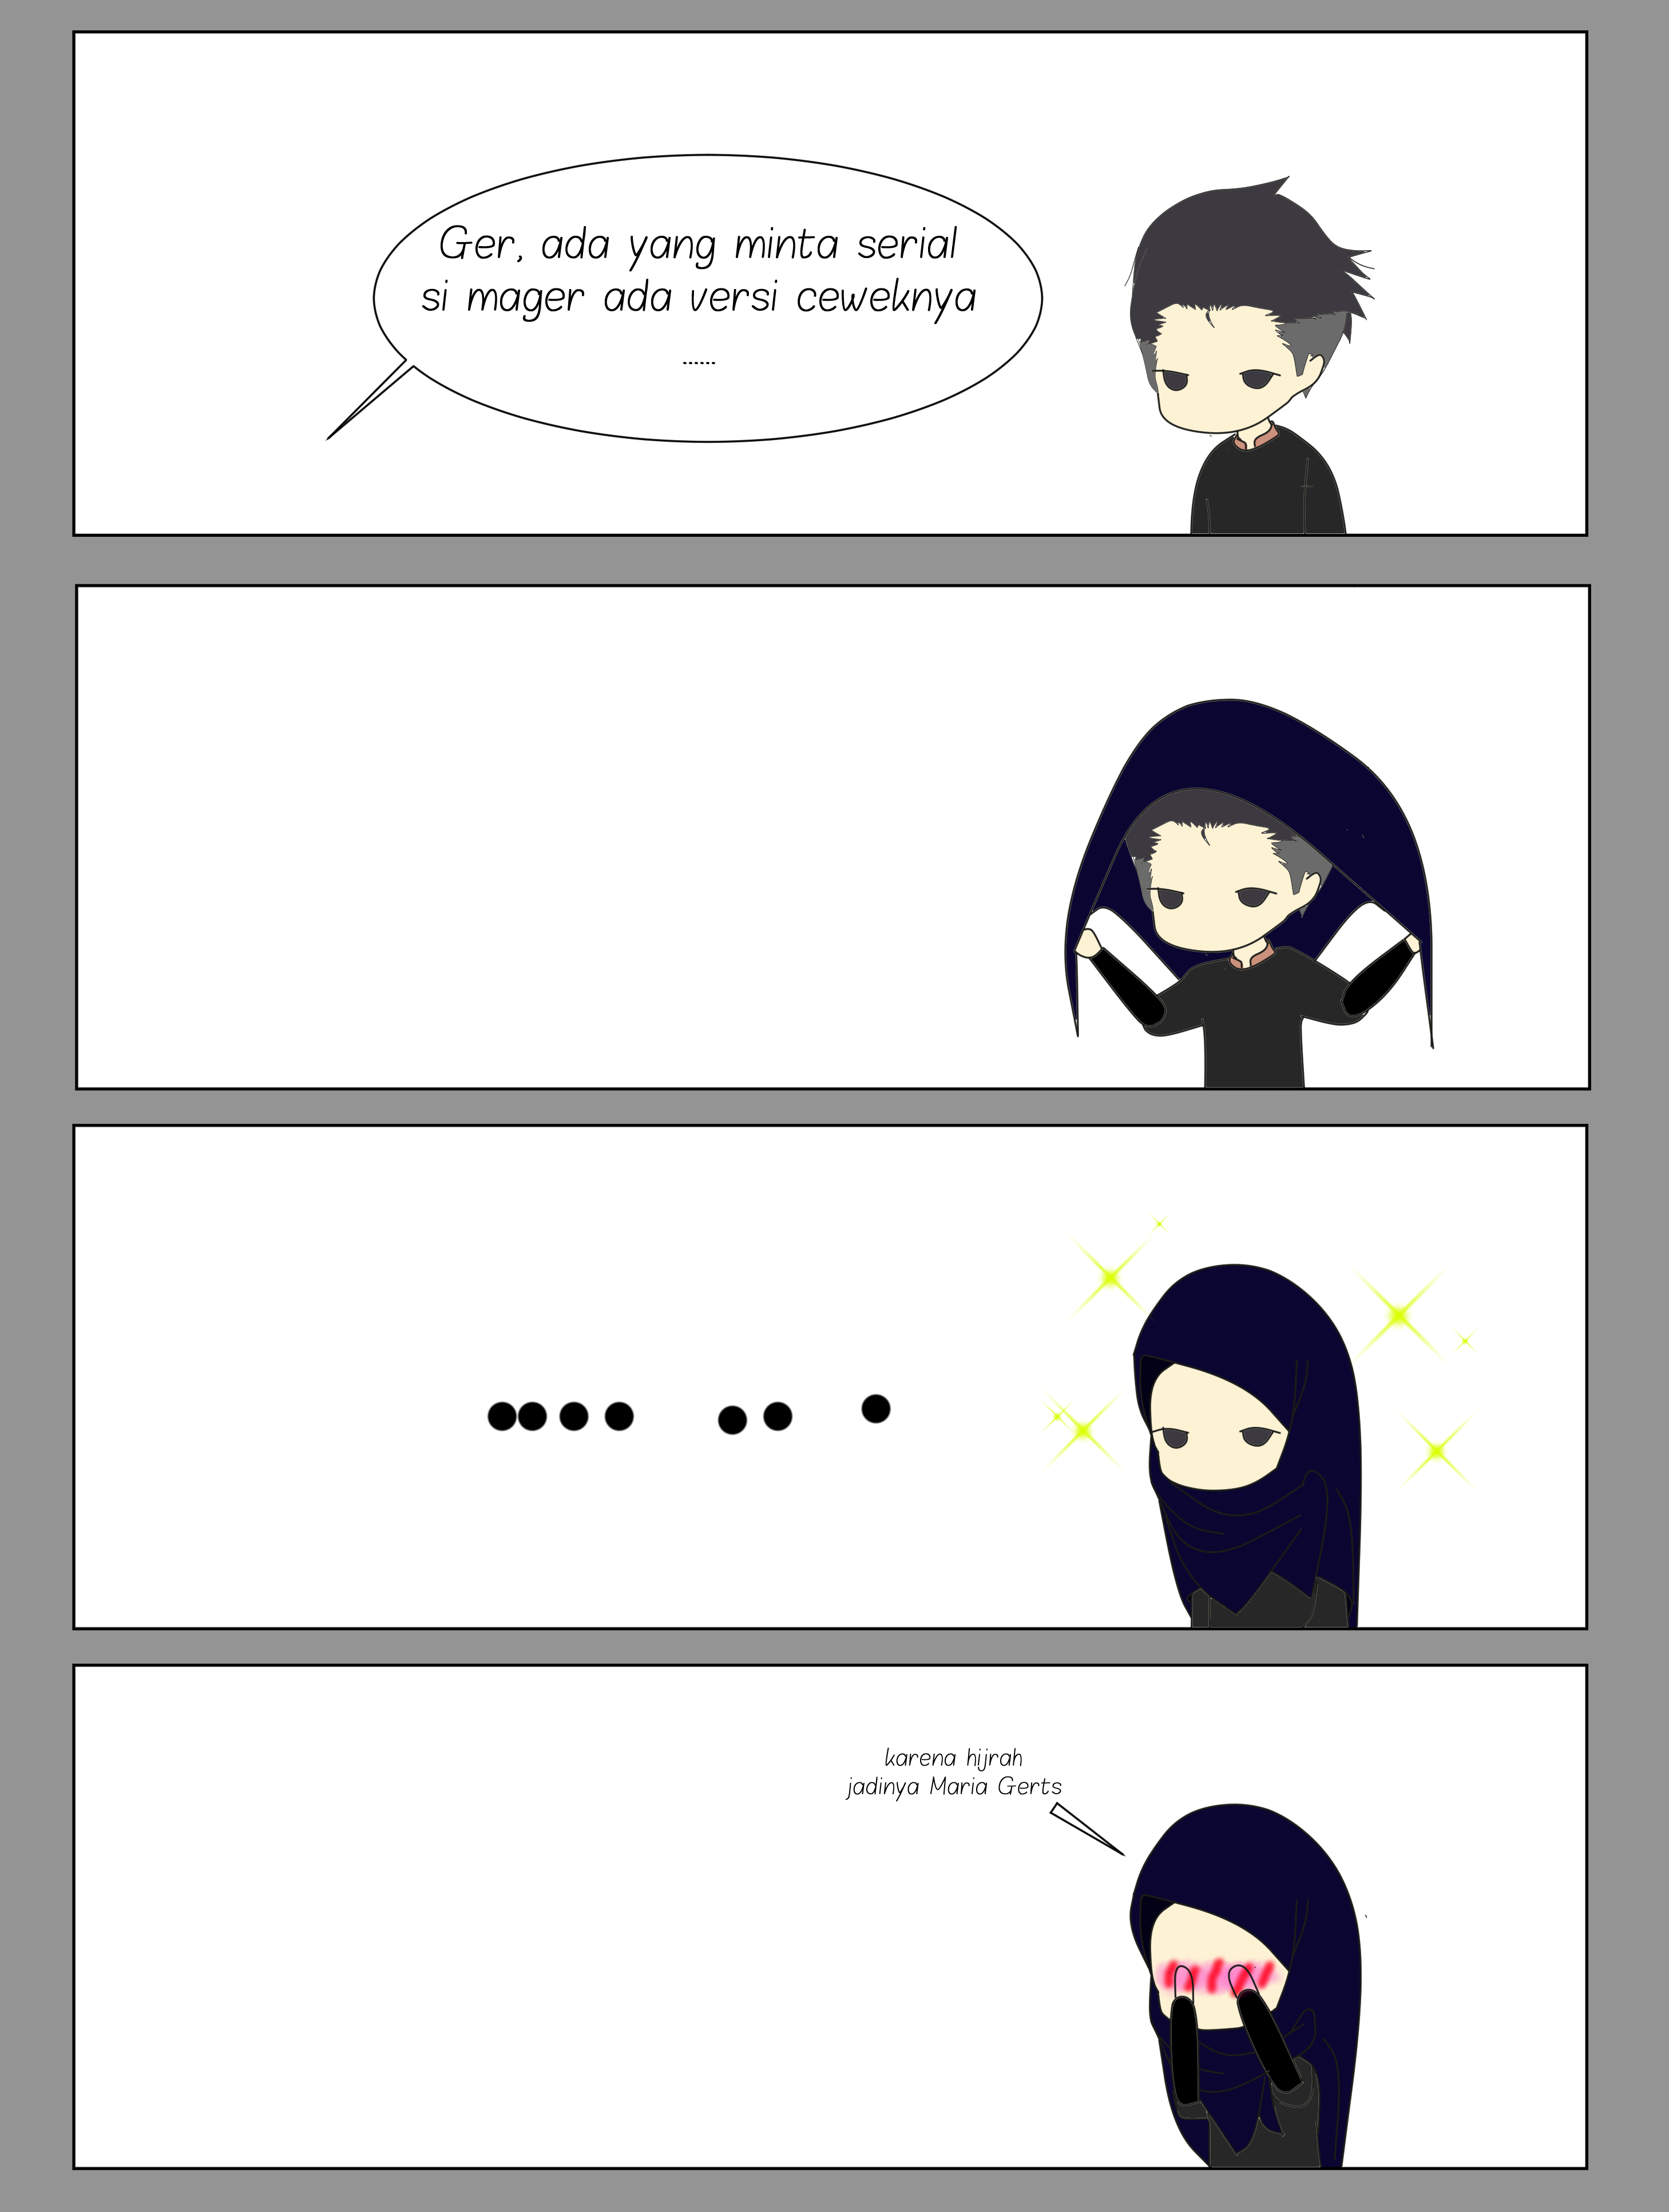 Ger, ada yang minta serial
si mager ada versi ceweknya
......
karena hijrah
jadinya Maria Gerts